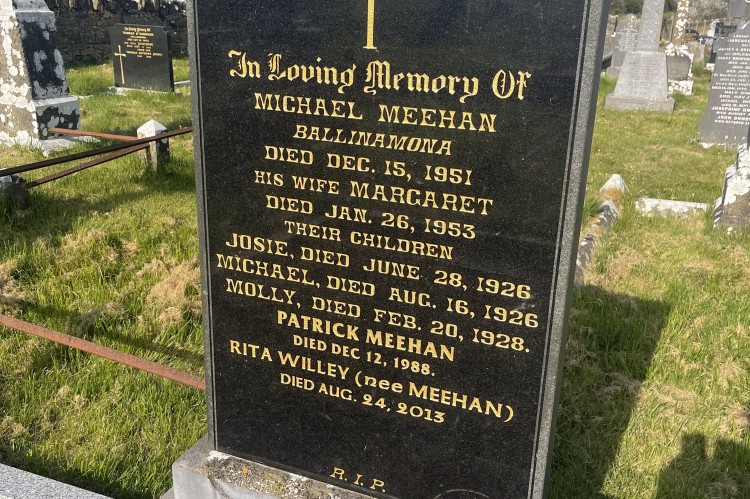 In Loving Memory Of
MICHAEL MEEHAN
BALLINAMONA
DIED DEC. 15, 1951
HIS WIFE MARGARET
DIED JAN. 26, 1953
THEIR CHILDREN
JOSIE, DIED JUNE 28, 1926
MICHAEL, DIED AUG. 16, 1926
MOLLY, DIED FEB. 20, 1928.
PATRICK MEEHAN
DIED DEC 12, 1988.
RITA WILLEY (nee MEEHAN)
DIED AUG. 24, 2013
R.I.P.